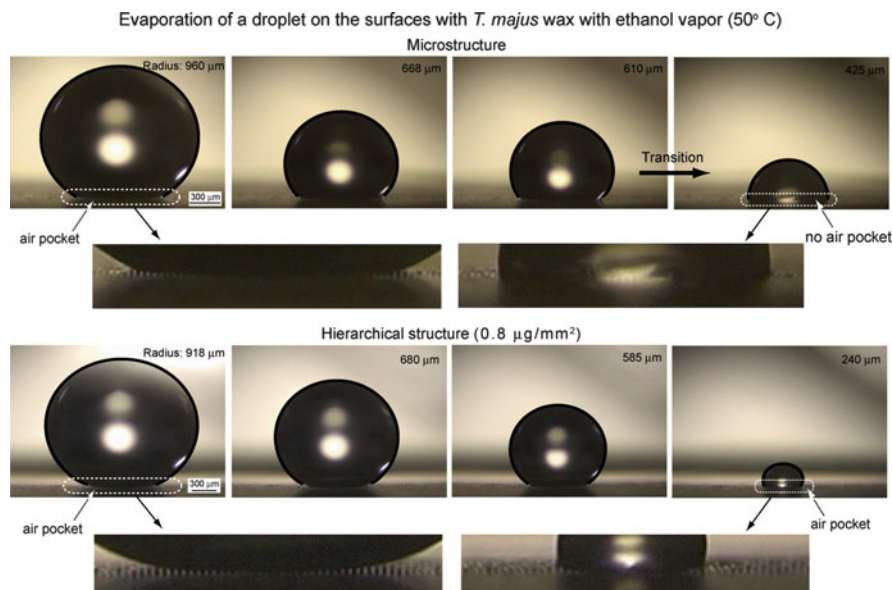 Evaporation of a droplet on the surfaces with T. majus wax with ethanol vapor (50° C)
Microstructure
Radius: 960 μm
668 μm
610 μm
425 μm
Transition
300 μm
air pocket
no air pocket
Hierarchical structure (0.8 μg/mm²)
Radius: 918 μm
680 μm
585 μm
240 μm
300 μm
air pocket
air pocket